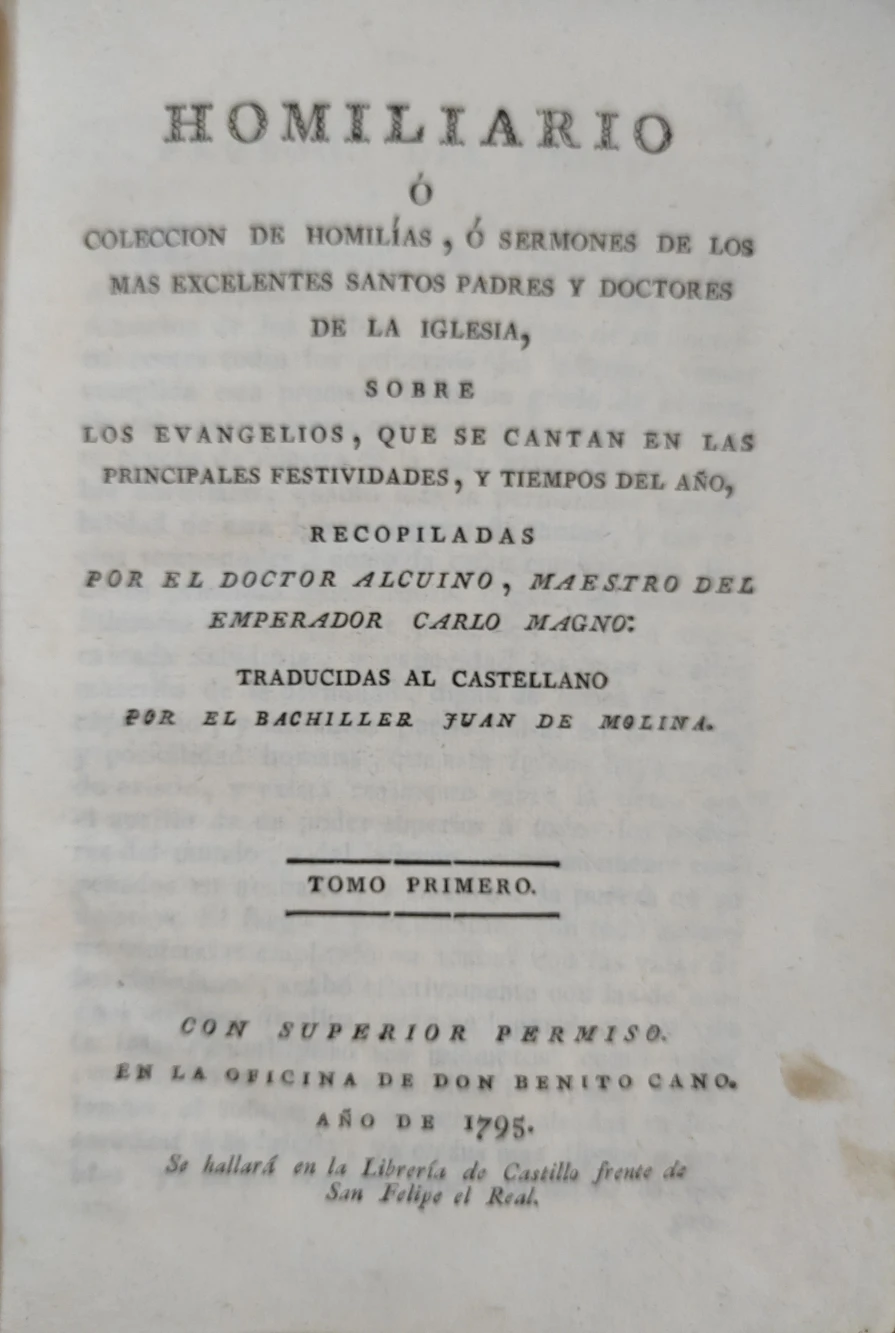 HOMILIARIO
Ó
COLECCION DE HOMILÍAS, Ó SERMONES DE LOS
MAS EXCELENTES SANTOS PADRES Y DOCTORES
DE LA IGLESIA,
SOBRE
LOS EVANGELIOS, QUE SE CANTAN EN LAS
PRINCIPALES FESTIVIDADES, Y TIEMPOS DEL AÑO,
RECOPILADAS
POR EL DOCTOR ALCUINO, MAESTRO DEL
EMPERADOR CARLO MAGNO:
TRADUCIDAS AL CASTELLANO
POR EL BACHILLER JUAN DE MOLINA.
TOMO PRIMERO.
CON SUPERIOR PERMISO.
EN LA OFICINA DE DON BENITO CANO.
AÑO DE 1795.
Se hallará en la Librería de Castillo frente de
San Felipe el Real.